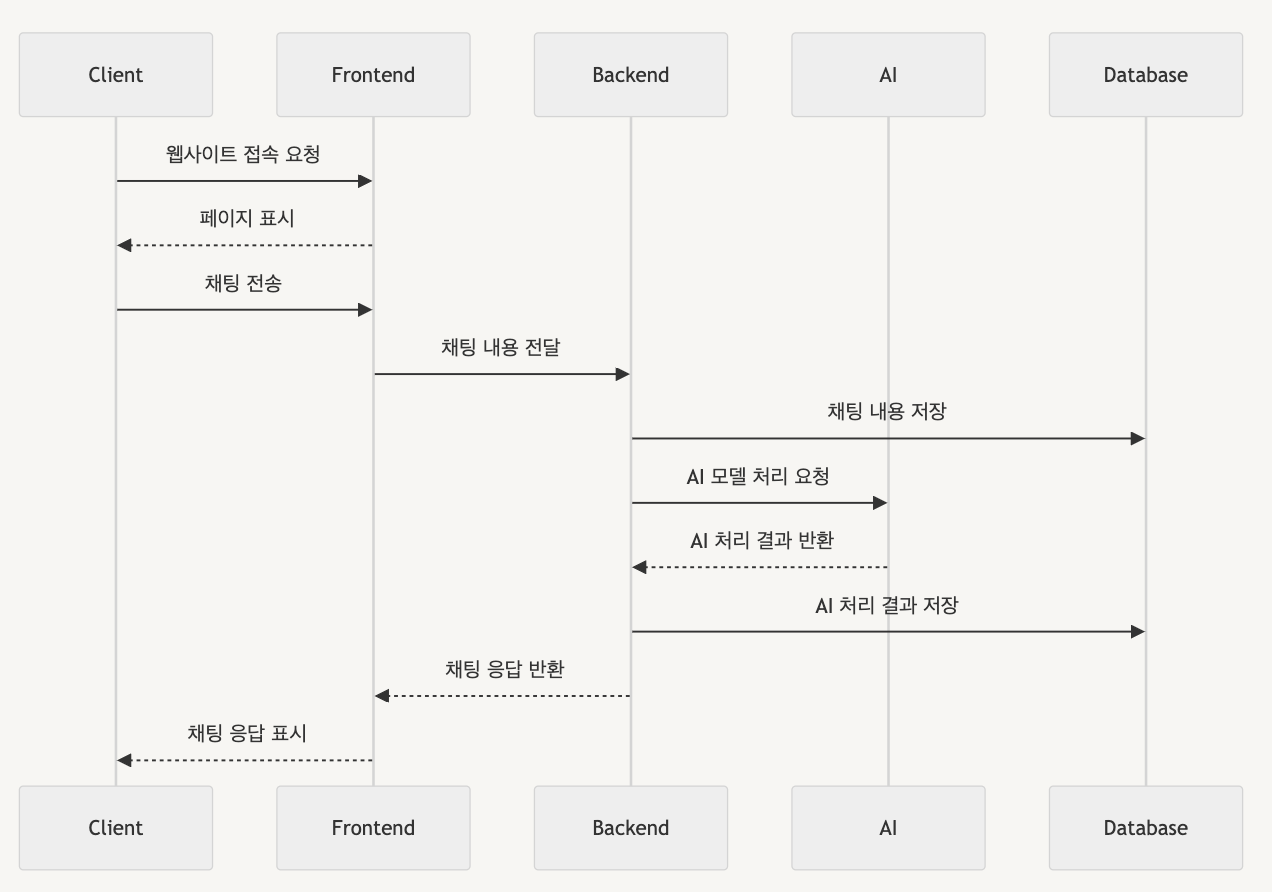 Client
Frontend
Backend
AI
Database
웹사이트 접속 요청
페이지 표시
채팅 전송
채팅 내용 전달
채팅 내용 저장
AI 모델 처리 요청
AI 처리 결과 반환
AI 처리 결과 저장
채팅 응답 반환
채팅 응답 표시
Client
Frontend
Backend
AI
Database